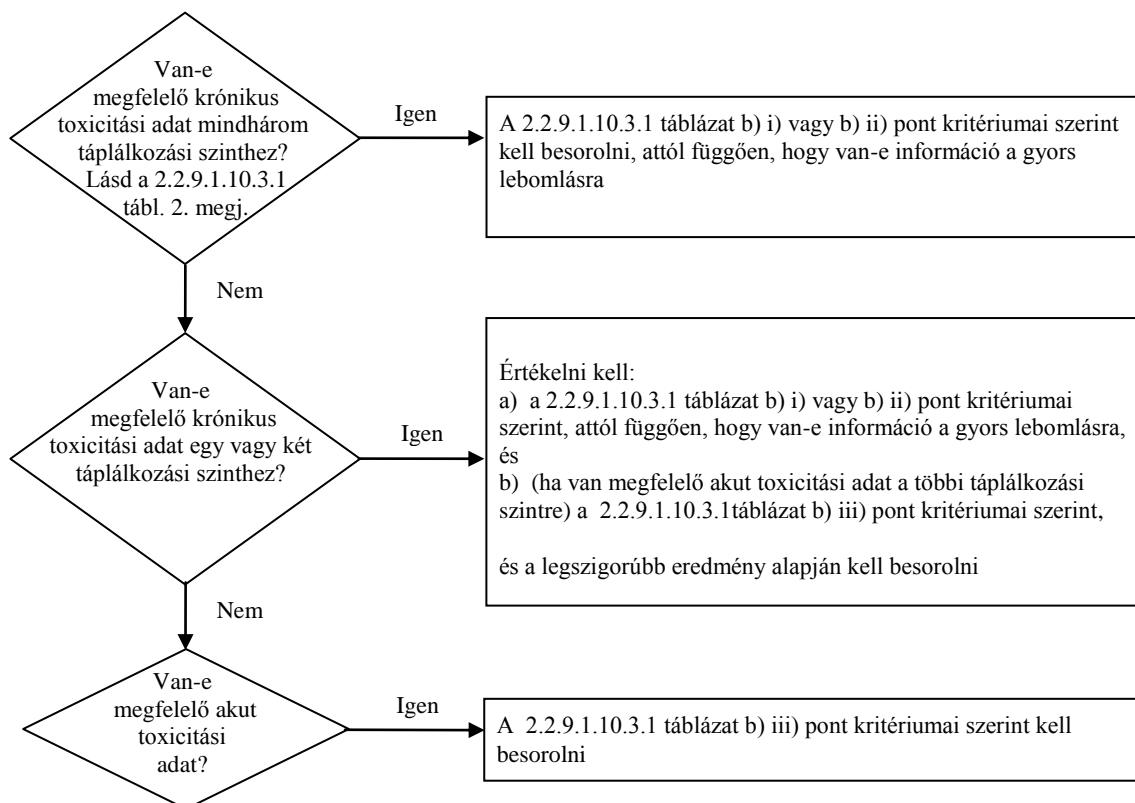 Van-e
megfelelő krónikus
toxicitási adat mindhárom
táplálkozási szinthez?
Lásd a 2.2.9.1.10.3.1
tábl. 2. megj.
Igen
A 2.2.9.1.10.3.1 táblázat b) i) vagy b) ii) pont kritériumai szerint
kell besorolni, attól függően, hogy van-e információ a gyors
lebomlásra
Nem
Van-e
megfelelő krónikus
toxicitási adat egy vagy két
táplálkozási szinthez?
Igen
Értékelni kell:
a) a 2.2.9.1.10.3.1 táblázat b) i) vagy b) ii) pont kritériumai
szerint, attól függően, hogy van-e információ a gyors lebomlásra,
és
b) (ha van megfelelő akut toxicitási adat a többi táplálkozási
szintre) a 2.2.9.1.10.3.1táblázat b) iii) pont kritériumai szerint,
és a legszigorúbb eredmény alapján kell besorolni
Nem
Van-e
megfelelő akut
toxicitási
adat?
Igen
A 2.2.9.1.10.3.1 táblázat b) iii) pont kritériumai szerint kell
besorolni